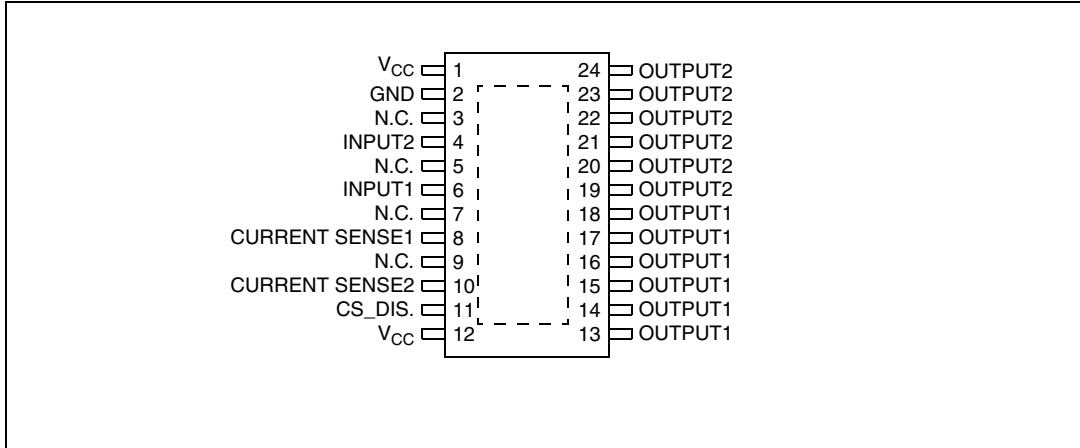 VCC 1 24 OUTPUT2
GND 2 23 OUTPUT2
N.C. 3 22 OUTPUT2
INPUT2 4 21 OUTPUT2
N.C. 5 20 OUTPUT2
INPUT1 6 19 OUTPUT2
N.C. 7 18 OUTPUT1
CURRENT SENSE1 8 17 OUTPUT1
N.C. 9 16 OUTPUT1
CURRENT SENSE2 10 15 OUTPUT1
CS_DIS. 11 14 OUTPUT1
VCC 12 13 OUTPUT1